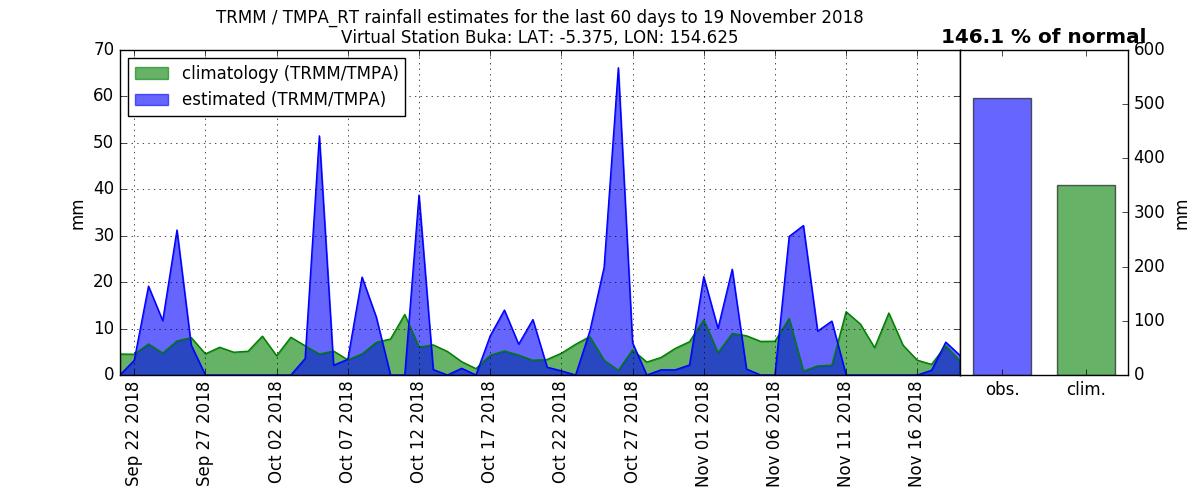 TRMM / TMPA_RT rainfall estimates for the last 60 days to 19 November 2018
Virtual Station Buka: LAT: -5.375, LON: 154.625
146.1 % of normal
climatology (TRMM/TMPA)
estimated (TRMM/TMPA)
70
60
50
40
30
20
10
0
mm
Sep 22 2018
Sep 27 2018
Oct 02 2018
Oct 07 2018
Oct 12 2018
Oct 17 2018
Oct 22 2018
Oct 27 2018
Nov 01 2018
Nov 06 2018
Nov 11 2018
Nov 16 2018
obs.
clim.
600
500
400
300
200
100
0
mm